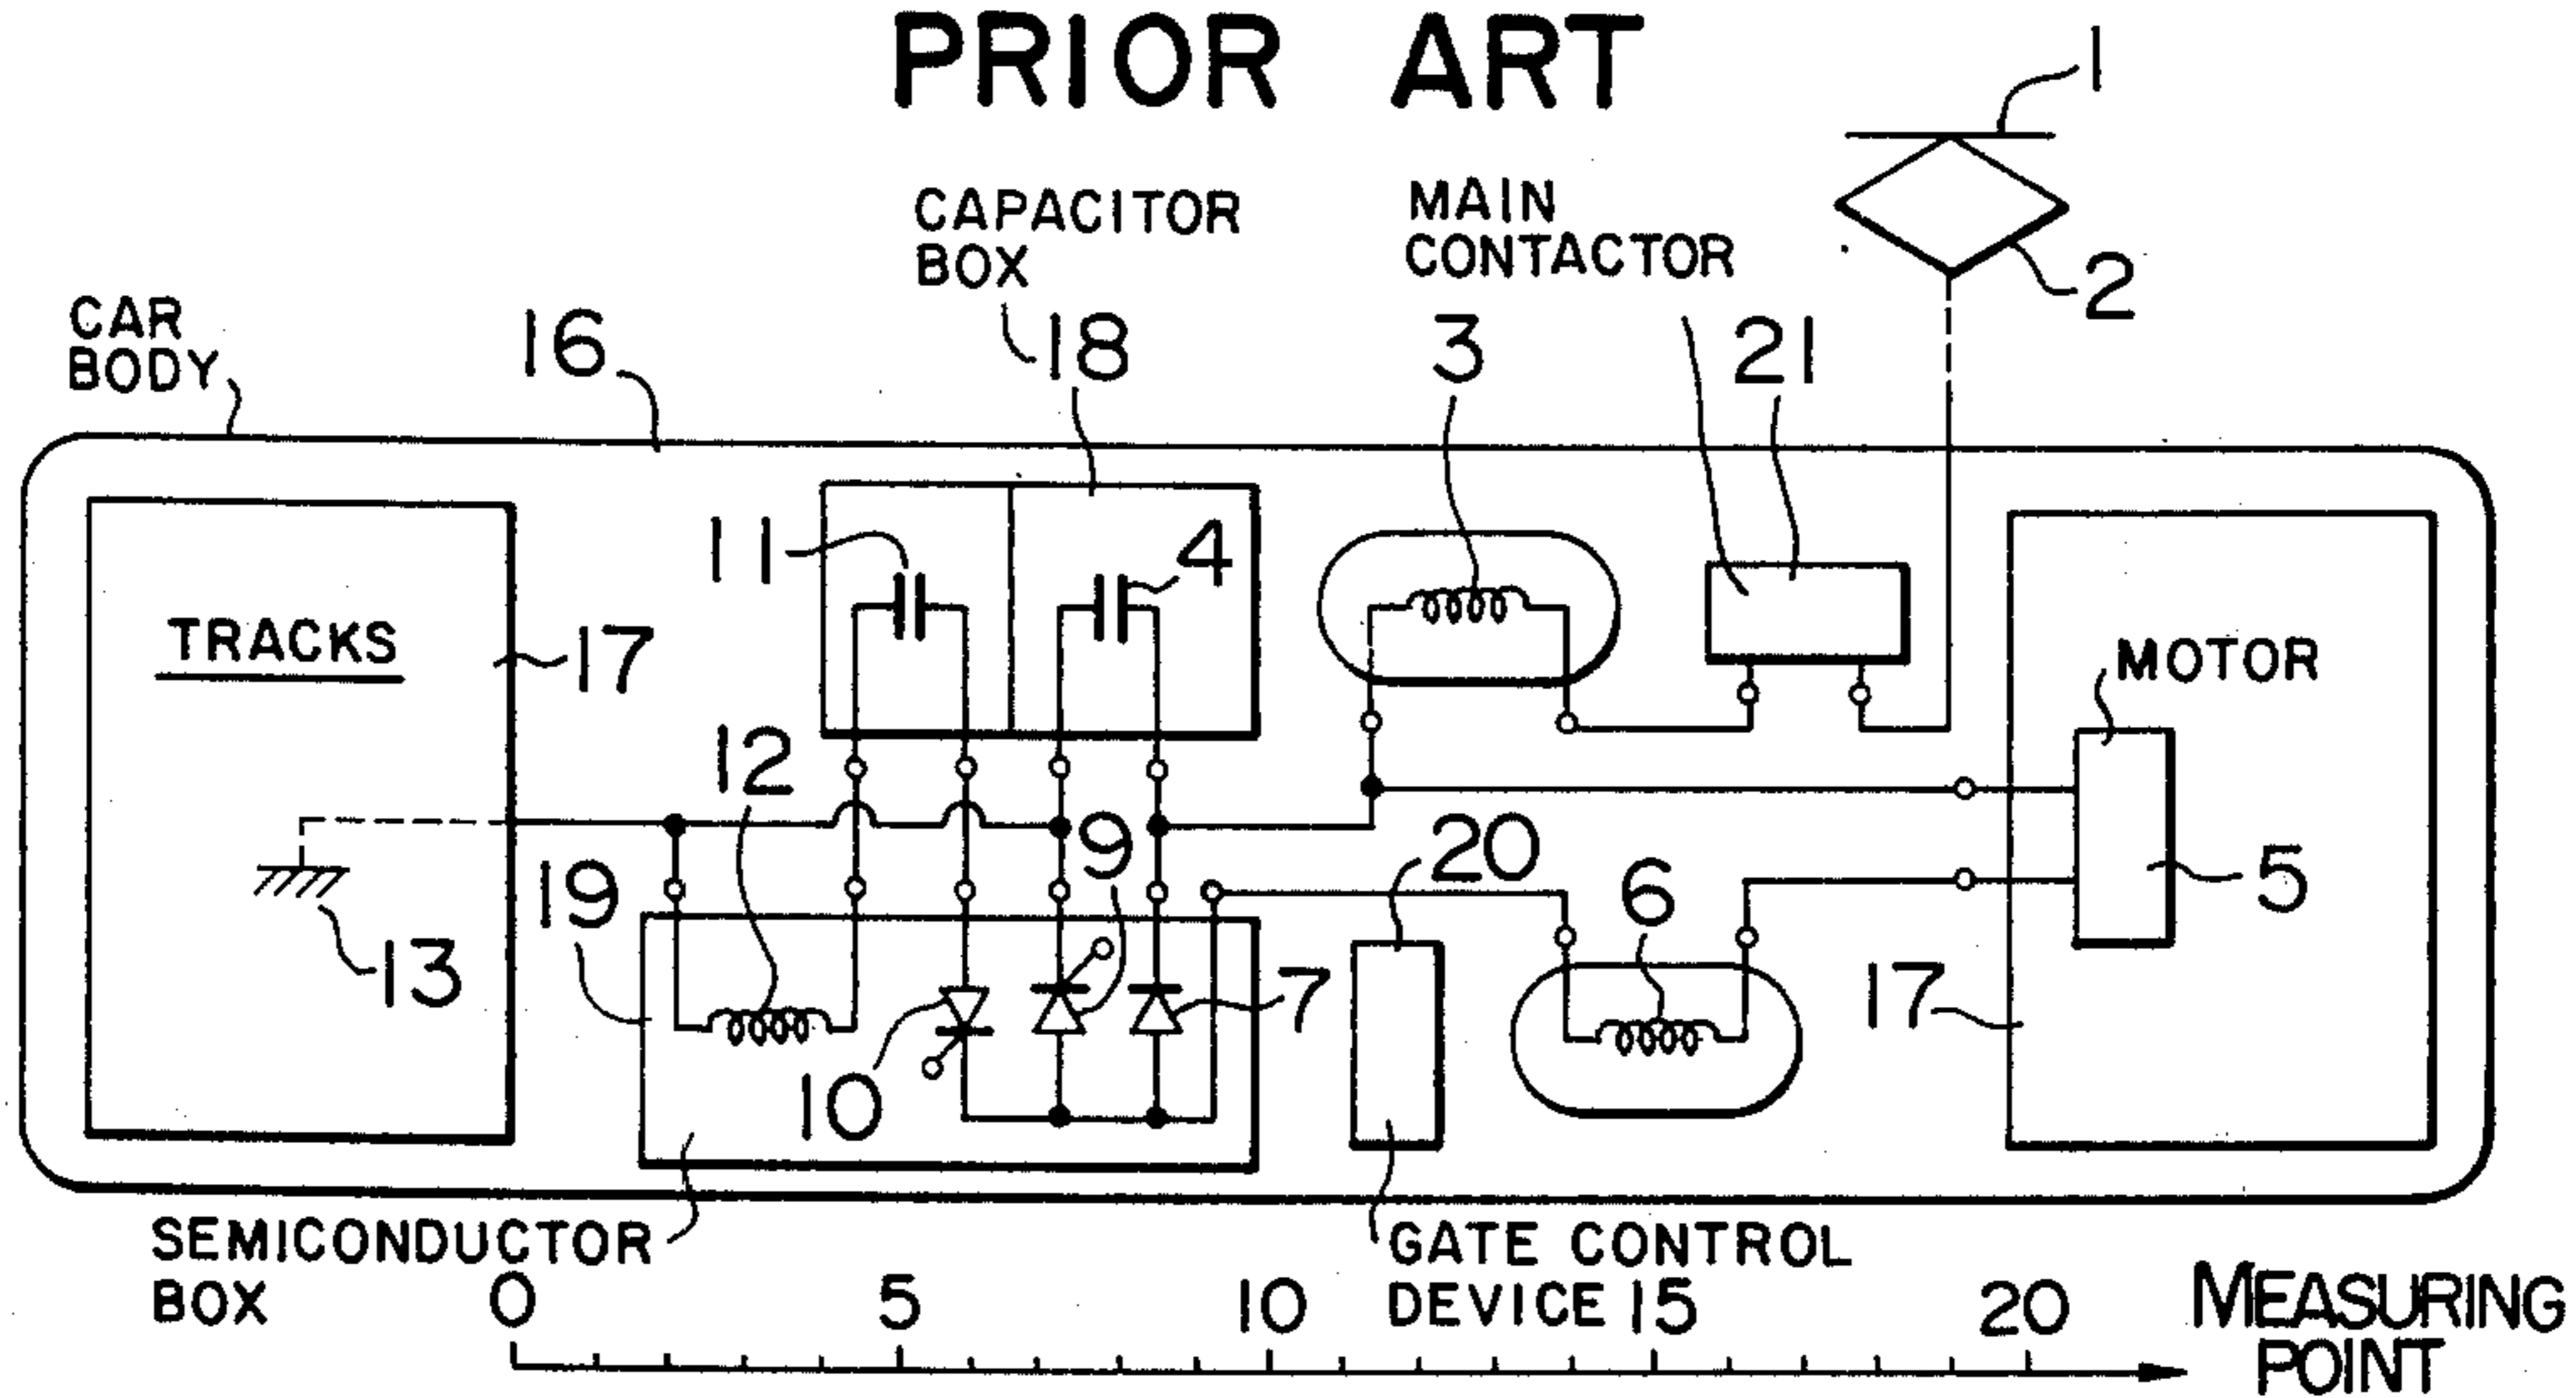 PRIOR ART
1
CAPACITOR
BOX
MAIN
CONTACTOR
2
CAR
BODY
16
18
3
21
11
4
TRACKS
17
MOTOR
12
9
20
19
6
5
13
7
17
10
SEMICONDUCTOR
BOX
GATE CONTROL
DEVICE
0 5 10 15 20
MEASURING
POINT